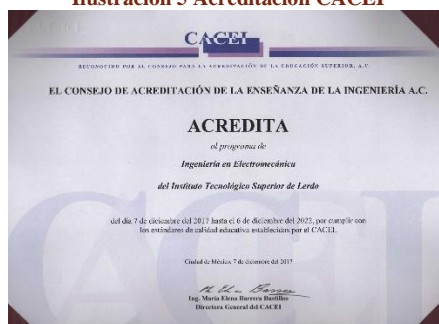 Ilustración 3 Acreditación CACEI
CACEI
RECONOCIDO POR EL CONSEJO PARA LA ACREDITACIÓN DE LA EDUCACIÓN SUPERIOR, A.C.
EL CONSEJO DE ACREDITACIÓN DE LA ENSEÑANZA DE LA INGENIERÍA A.C.
ACREDITA
al programa de
Ingeniería en Electromecánica
del Instituto Tecnológico Superior de Lerdo
del día 7 de diciembre del 2017 hasta el 6 de diciembre del 2022, por cumplir con
los estándares de calidad educativa establecidos por el CACEI.
Ciudad de México, 7 de diciembre del 2017
Ing. María Elena Barrera Bustillos
Directora General del CACEI
CACEI